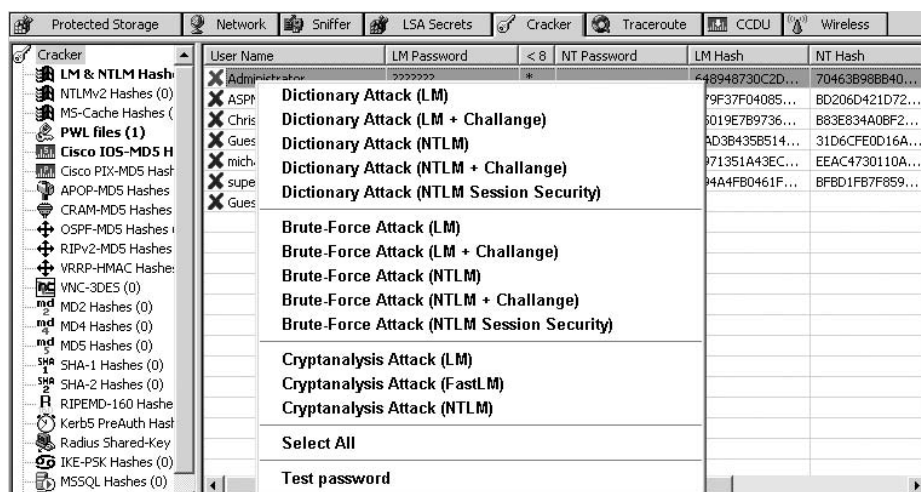 Protected Storage Network Sniffer LSA Secrets Cracker Traceroute CCDU Wireless
Cracker
LM & NTLM Hash
NTLMv2 Hashes (0)
MS-Cache Hashes (
PWL files (1)
Cisco IOS-MD5 H
Cisco PIX-MD5 Hash
APOP-MD5 Hashes
CRAM-MD5 Hashes
OSPF-MD5 Hashes
RIPv2-MD5 Hashes
VRRP-HMAC Hashe
VNC-3DES (0)
MD2 Hashes (0)
MD4 Hashes (0)
MD5 Hashes (0)
SHA-1 Hashes (0)
SHA-2 Hashes (0)
RIPEMD-160 Hashe
Kerb5 PreAuth Hash
Radius Shared-Key
IKE-PSK Hashes (0)
MSSQL Hashes (0)
User Name LM Password < 8 NT Password LM Hash NT Hash
Administrator ??????? * 648948730C2D... 70463B98BB40...
ASPN 79F37F04085... BD206D421D72...
Chris 5019E7B9736... B83E834A0BF2...
Gues AD3B435B514... 31D6CFE0D16A...
mich 971351A43EC... EEAC4730110A...
supe 94A4FB0461F... BFBD1FB7F859...
Gues
Dictionary Attack (LM)
Dictionary Attack (LM + Challange)
Dictionary Attack (NTLM)
Dictionary Attack (NTLM + Challange)
Dictionary Attack (NTLM Session Security)
Brute-Force Attack (LM)
Brute-Force Attack (LM + Challange)
Brute-Force Attack (NTLM)
Brute-Force Attack (NTLM + Challange)
Brute-Force Attack (NTLM Session Security)
Cryptanalysis Attack (LM)
Cryptanalysis Attack (FastLM)
Cryptanalysis Attack (NTLM)
Select All
Test password